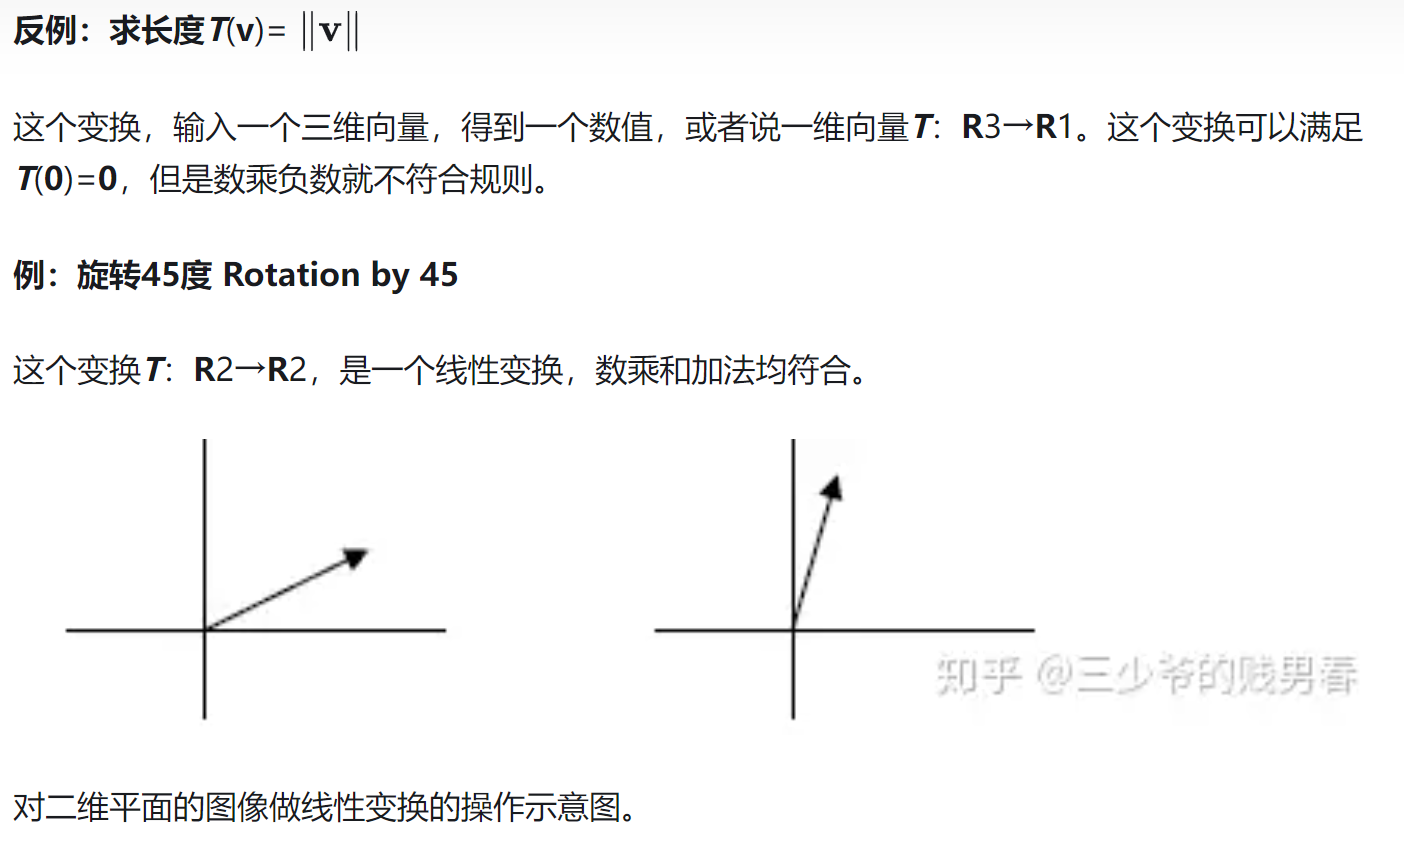 反例：求长度T(v)= ||v||
这个变换，输入一个三维向量，得到一个数值，或者说一维向量T：R3→R1。这个变换可以满足
T(0)=0，但是数乘负数就不符合规则。
例：旋转45度 Rotation by 45
这个变换T：R2→R2，是一个线性变换，数乘和加法均符合。
知乎 @三少爷的贱男春
对二维平面的图像做线性变换的操作示意图。